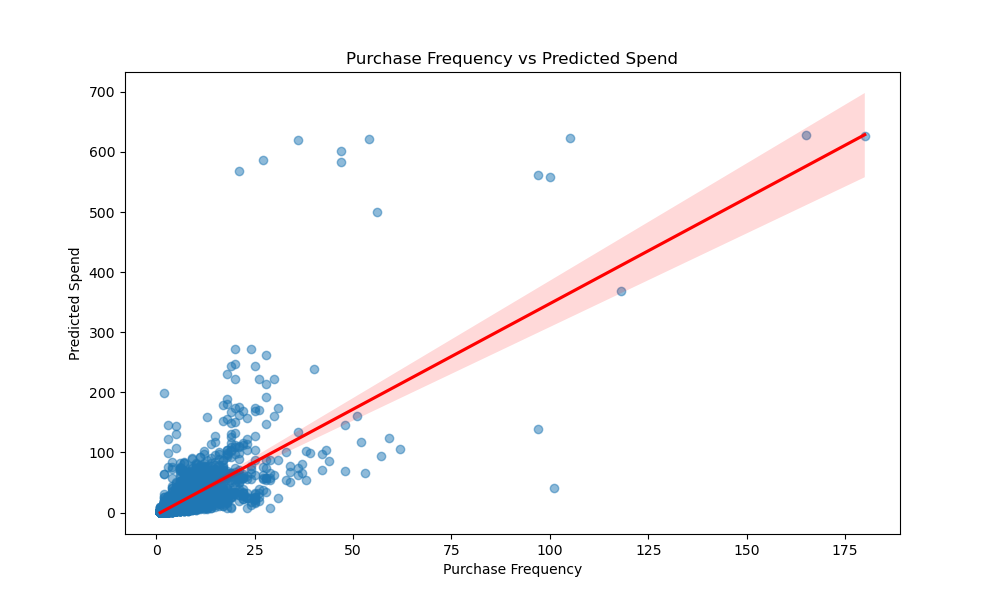 Purchase Frequency vs Predicted Spend
700
600
500
400
300
200
100
0
Predicted Spend
0 25 50 75 100 125 150 175
Purchase Frequency